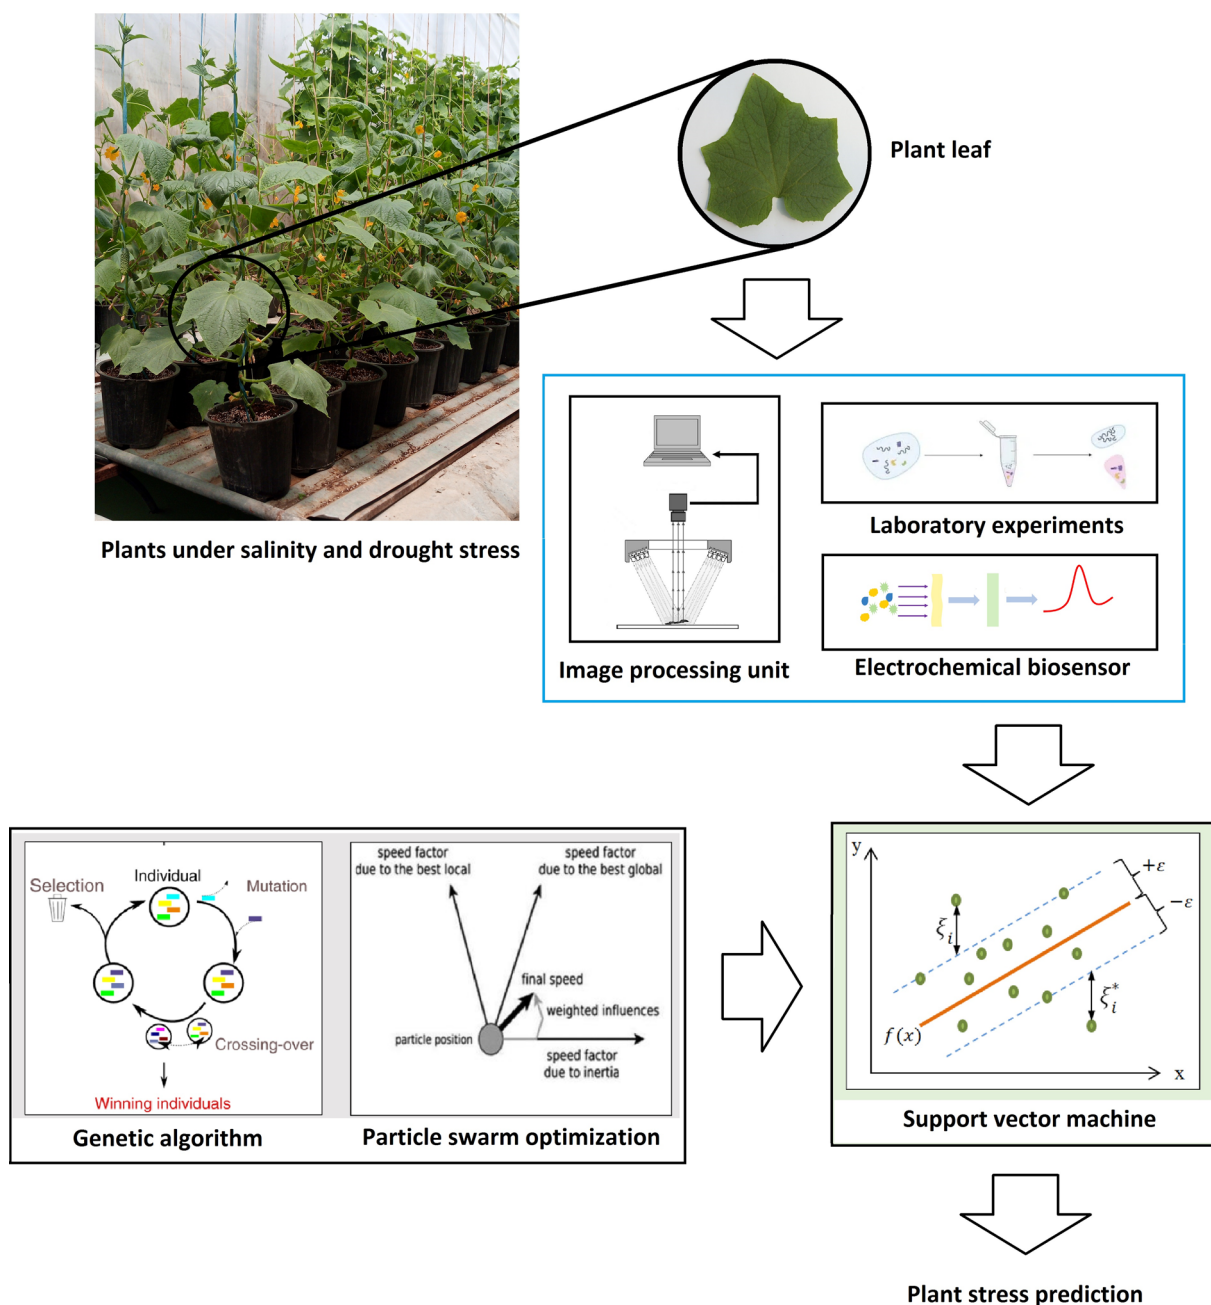 Plant leaf
Plants under salinity and drought stress
Laboratory experiments
Image processing unit
Electrochemical biosensor
Selection
Individual
Mutation
Crossing-over
Winning individuals
Genetic algorithm
speed factor
due to the best local
speed factor
due to the best global
final speed
weighted influences
particle position
speed factor
due to inertia
Particle swarm optimization
y
+ε
−ε
ξi
ξi*
f(x)
x
Support vector machine
Plant stress prediction